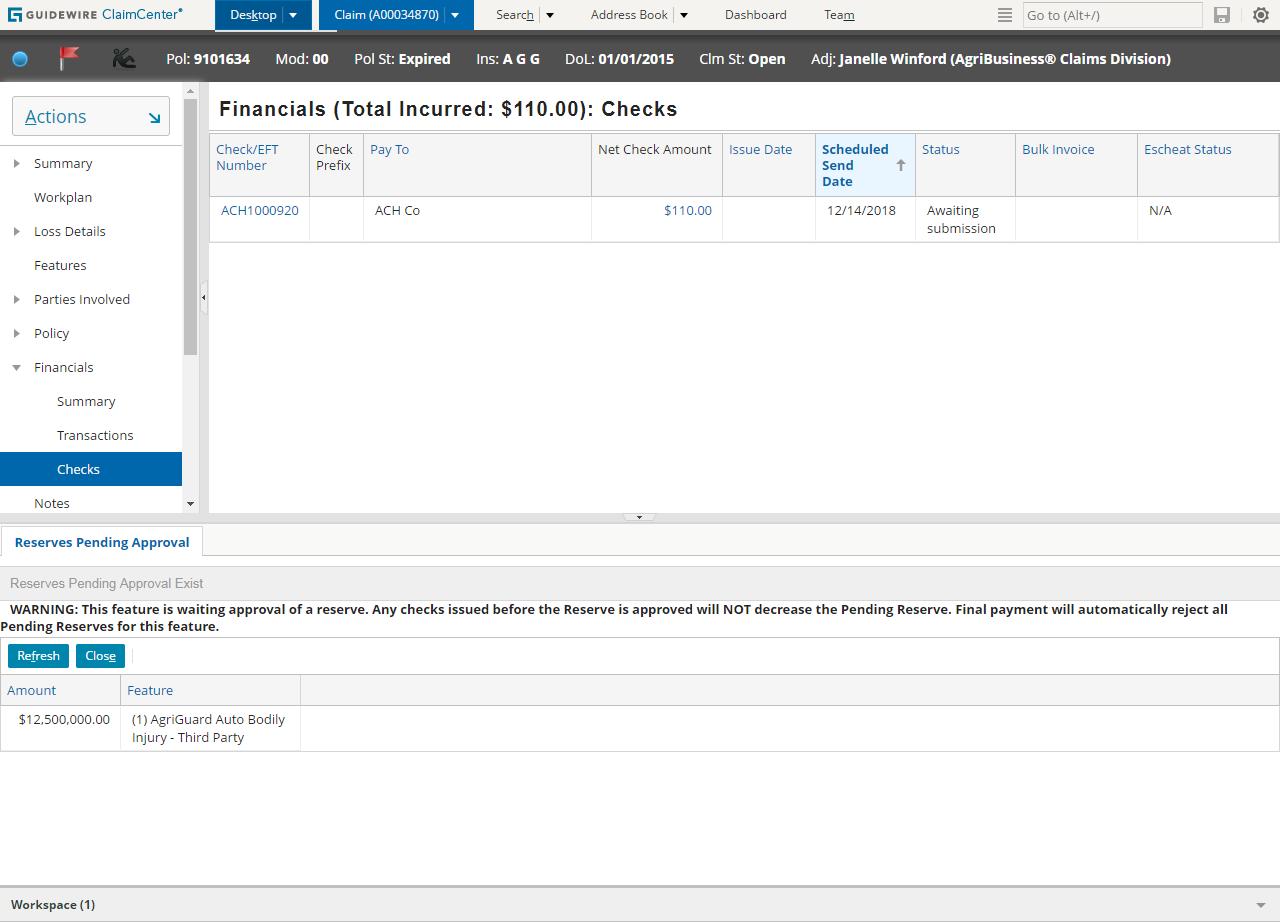 GUIDEWIRE ClaimCenter®
Desktop
Claim (A00034870)
Search
Address Book
Dashboard
Team
Go to (Alt+/)
Pol: 9101634 Mod: 00 Pol St: Expired Ins: A G G DoL: 01/01/2015 Clm St: Open Adj: Janelle Winford (AgriBusiness® Claims Division)
Actions
Summary
Workplan
Loss Details
Features
Parties Involved
Policy
Financials
Summary
Transactions
Checks
Notes
Financials (Total Incurred: $110.00): Checks
Check/EFT Number
Check Prefix
Pay To
Net Check Amount
Issue Date
Scheduled Send Date
Status
Bulk Invoice
Escheat Status
ACH1000920
ACH Co
$110.00
12/14/2018
Awaiting submission
N/A
Reserves Pending Approval
Reserves Pending Approval Exist
WARNING: This feature is waiting approval of a reserve. Any checks issued before the Reserve is approved will NOT decrease the Pending Reserve. Final payment will automatically reject all
Pending Reserves for this feature.
Refresh
Close
Amount
Feature
$12,500,000.00
(1) AgriGuard Auto Bodily
Injury - Third Party
Workspace (1)